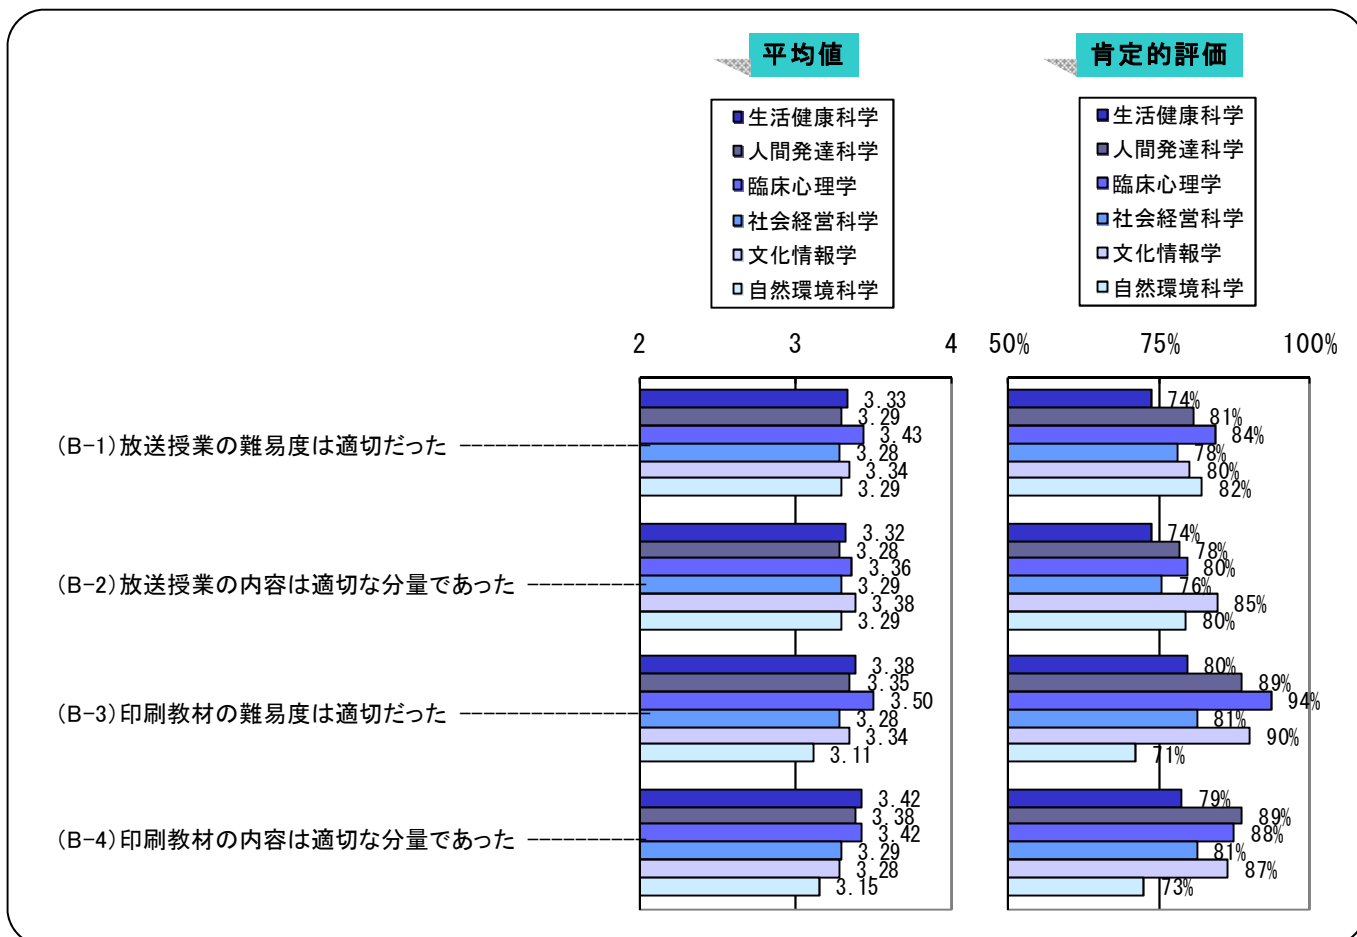 平均値
肯定的評価
生活健康科学
人間発達科学
臨床心理学
社会経営科学
文化情報学
自然環境科学
生活健康科学
人間発達科学
臨床心理学
社会経営科学
文化情報学
自然環境科学
2 3 4
50% 75% 100%
(B-1)放送授業の難易度は適切だった
3.33
3.29
3.43
3.28
3.34
3.29
74%
81%
84%
78%
80%
82%
(B-2)放送授業の内容は適切な分量であった
3.32
3.28
3.36
3.29
3.38
3.29
74%
78%
80%
76%
85%
80%
(B-3)印刷教材の難易度は適切だった
3.38
3.35
3.50
3.28
3.34
3.11
80%
89%
94%
81%
90%
71%
(B-4)印刷教材の内容は適切な分量であった
3.42
3.38
3.42
3.29
3.28
3.15
79%
89%
88%
81%
87%
73%